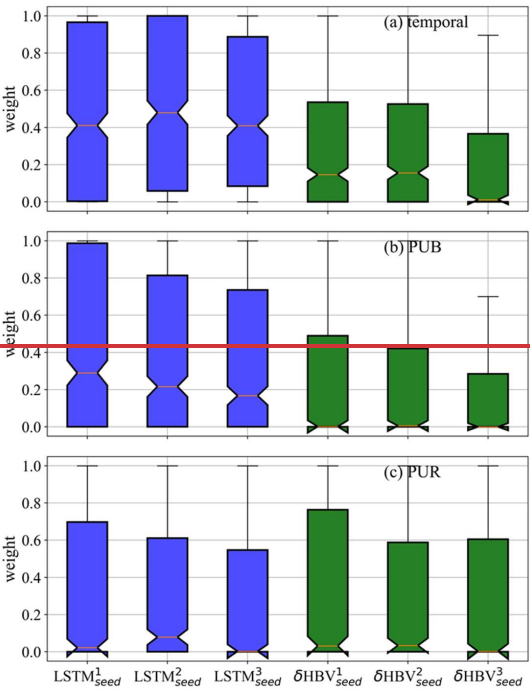 (a) temporal
1.0
0.8
0.6
0.4
0.2
0.0
weight
(b) PUB
1.0
0.8
0.6
0.4
0.2
0.0
weight
(c) PUR
1.0
0.8
0.6
0.4
0.2
0.0
weight
LSTM¹seed LSTM²seed LSTM³seed δHBV¹seed δHBV²seed δHBV³seed